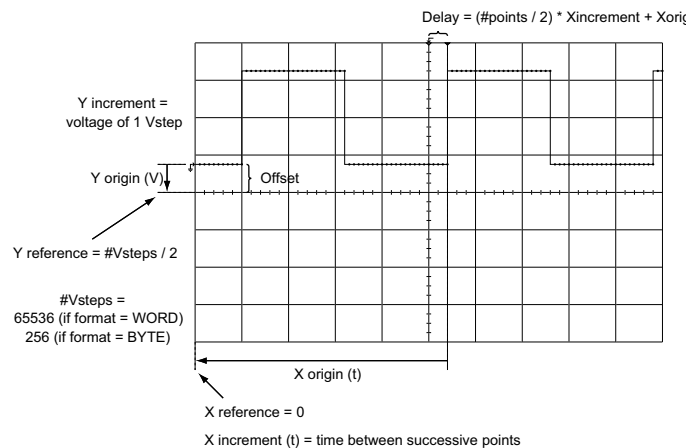 Delay = (#points / 2) * Xincrement + Xorig
Y increment =
voltage of 1 Vstep
Y origin (V)
Offset
Y reference = #Vsteps / 2
#Vsteps =
65536 (if format = WORD)
256 (if format = BYTE)
X origin (t)
X reference = 0
X increment (t) = time between successive points